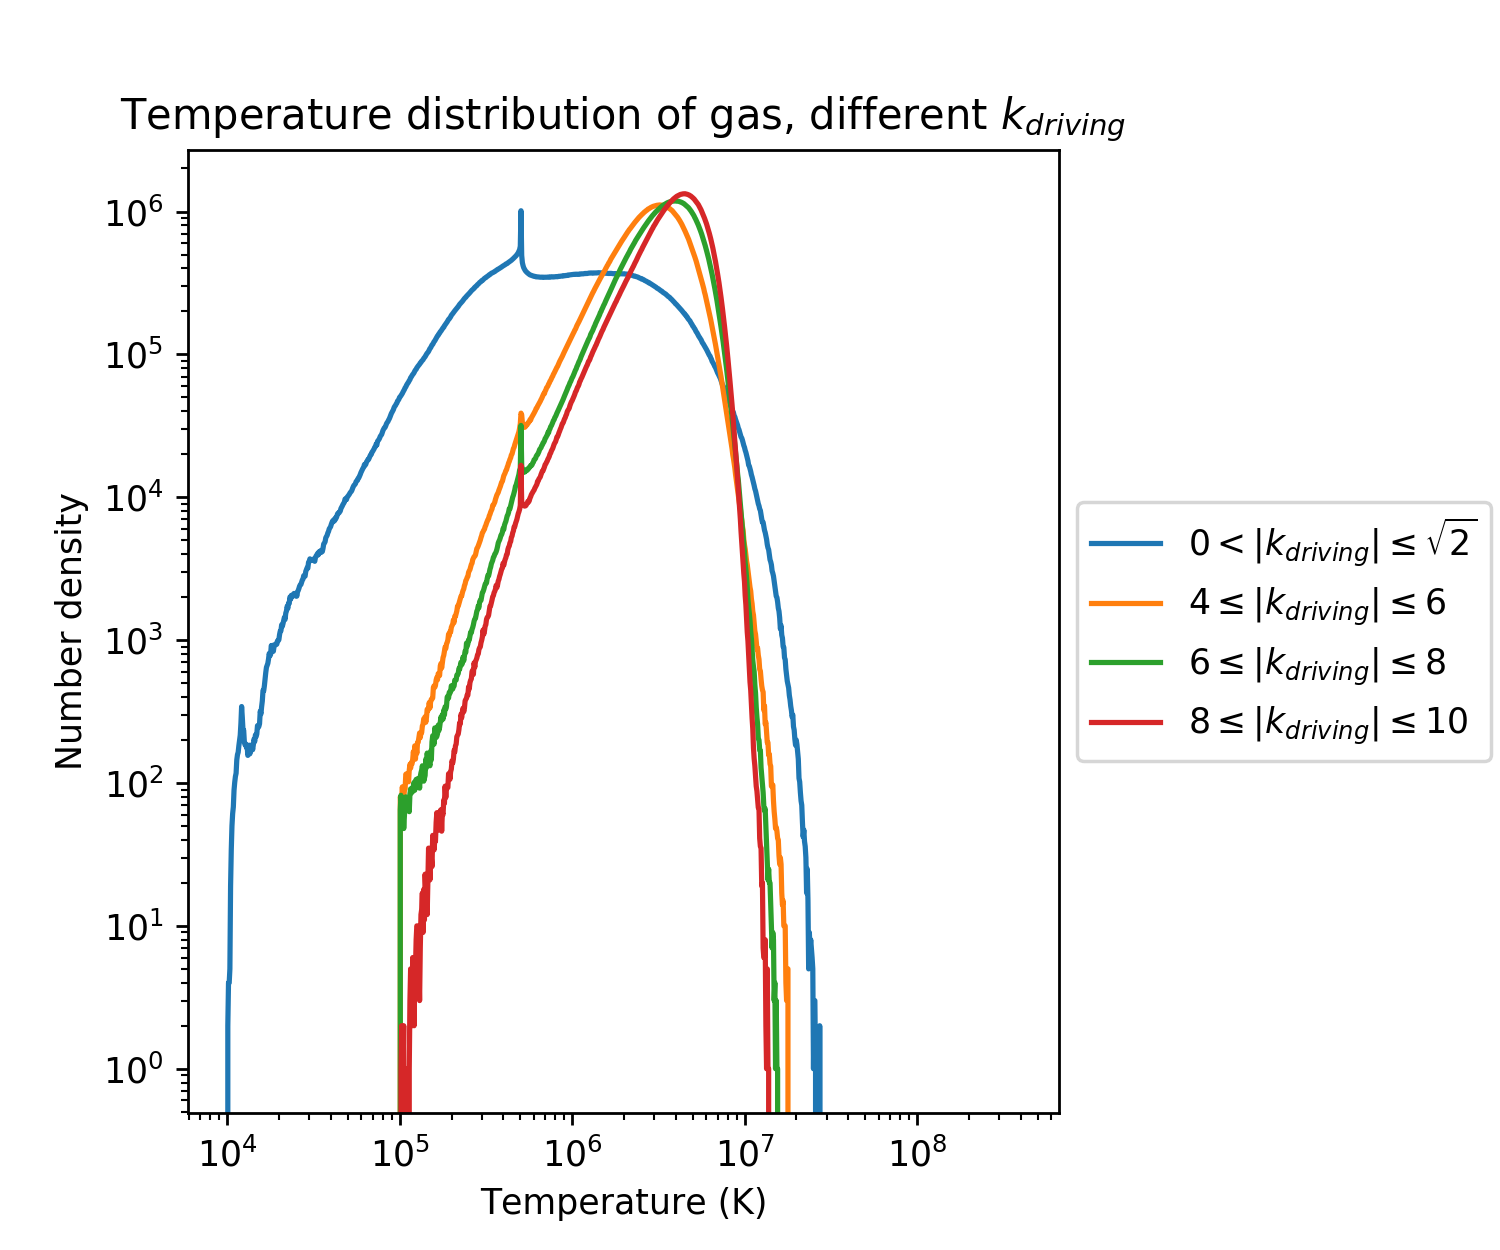 Temperature distribution of gas, different k_driving
10^6
10^5
10^4
10^3
10^2
10^1
10^0
Number density
10^4 10^5 10^6 10^7 10^8
Temperature (K)
0 < |k_driving| ≤ √2
4 ≤ |k_driving| ≤ 6
6 ≤ |k_driving| ≤ 8
8 ≤ |k_driving| ≤ 10